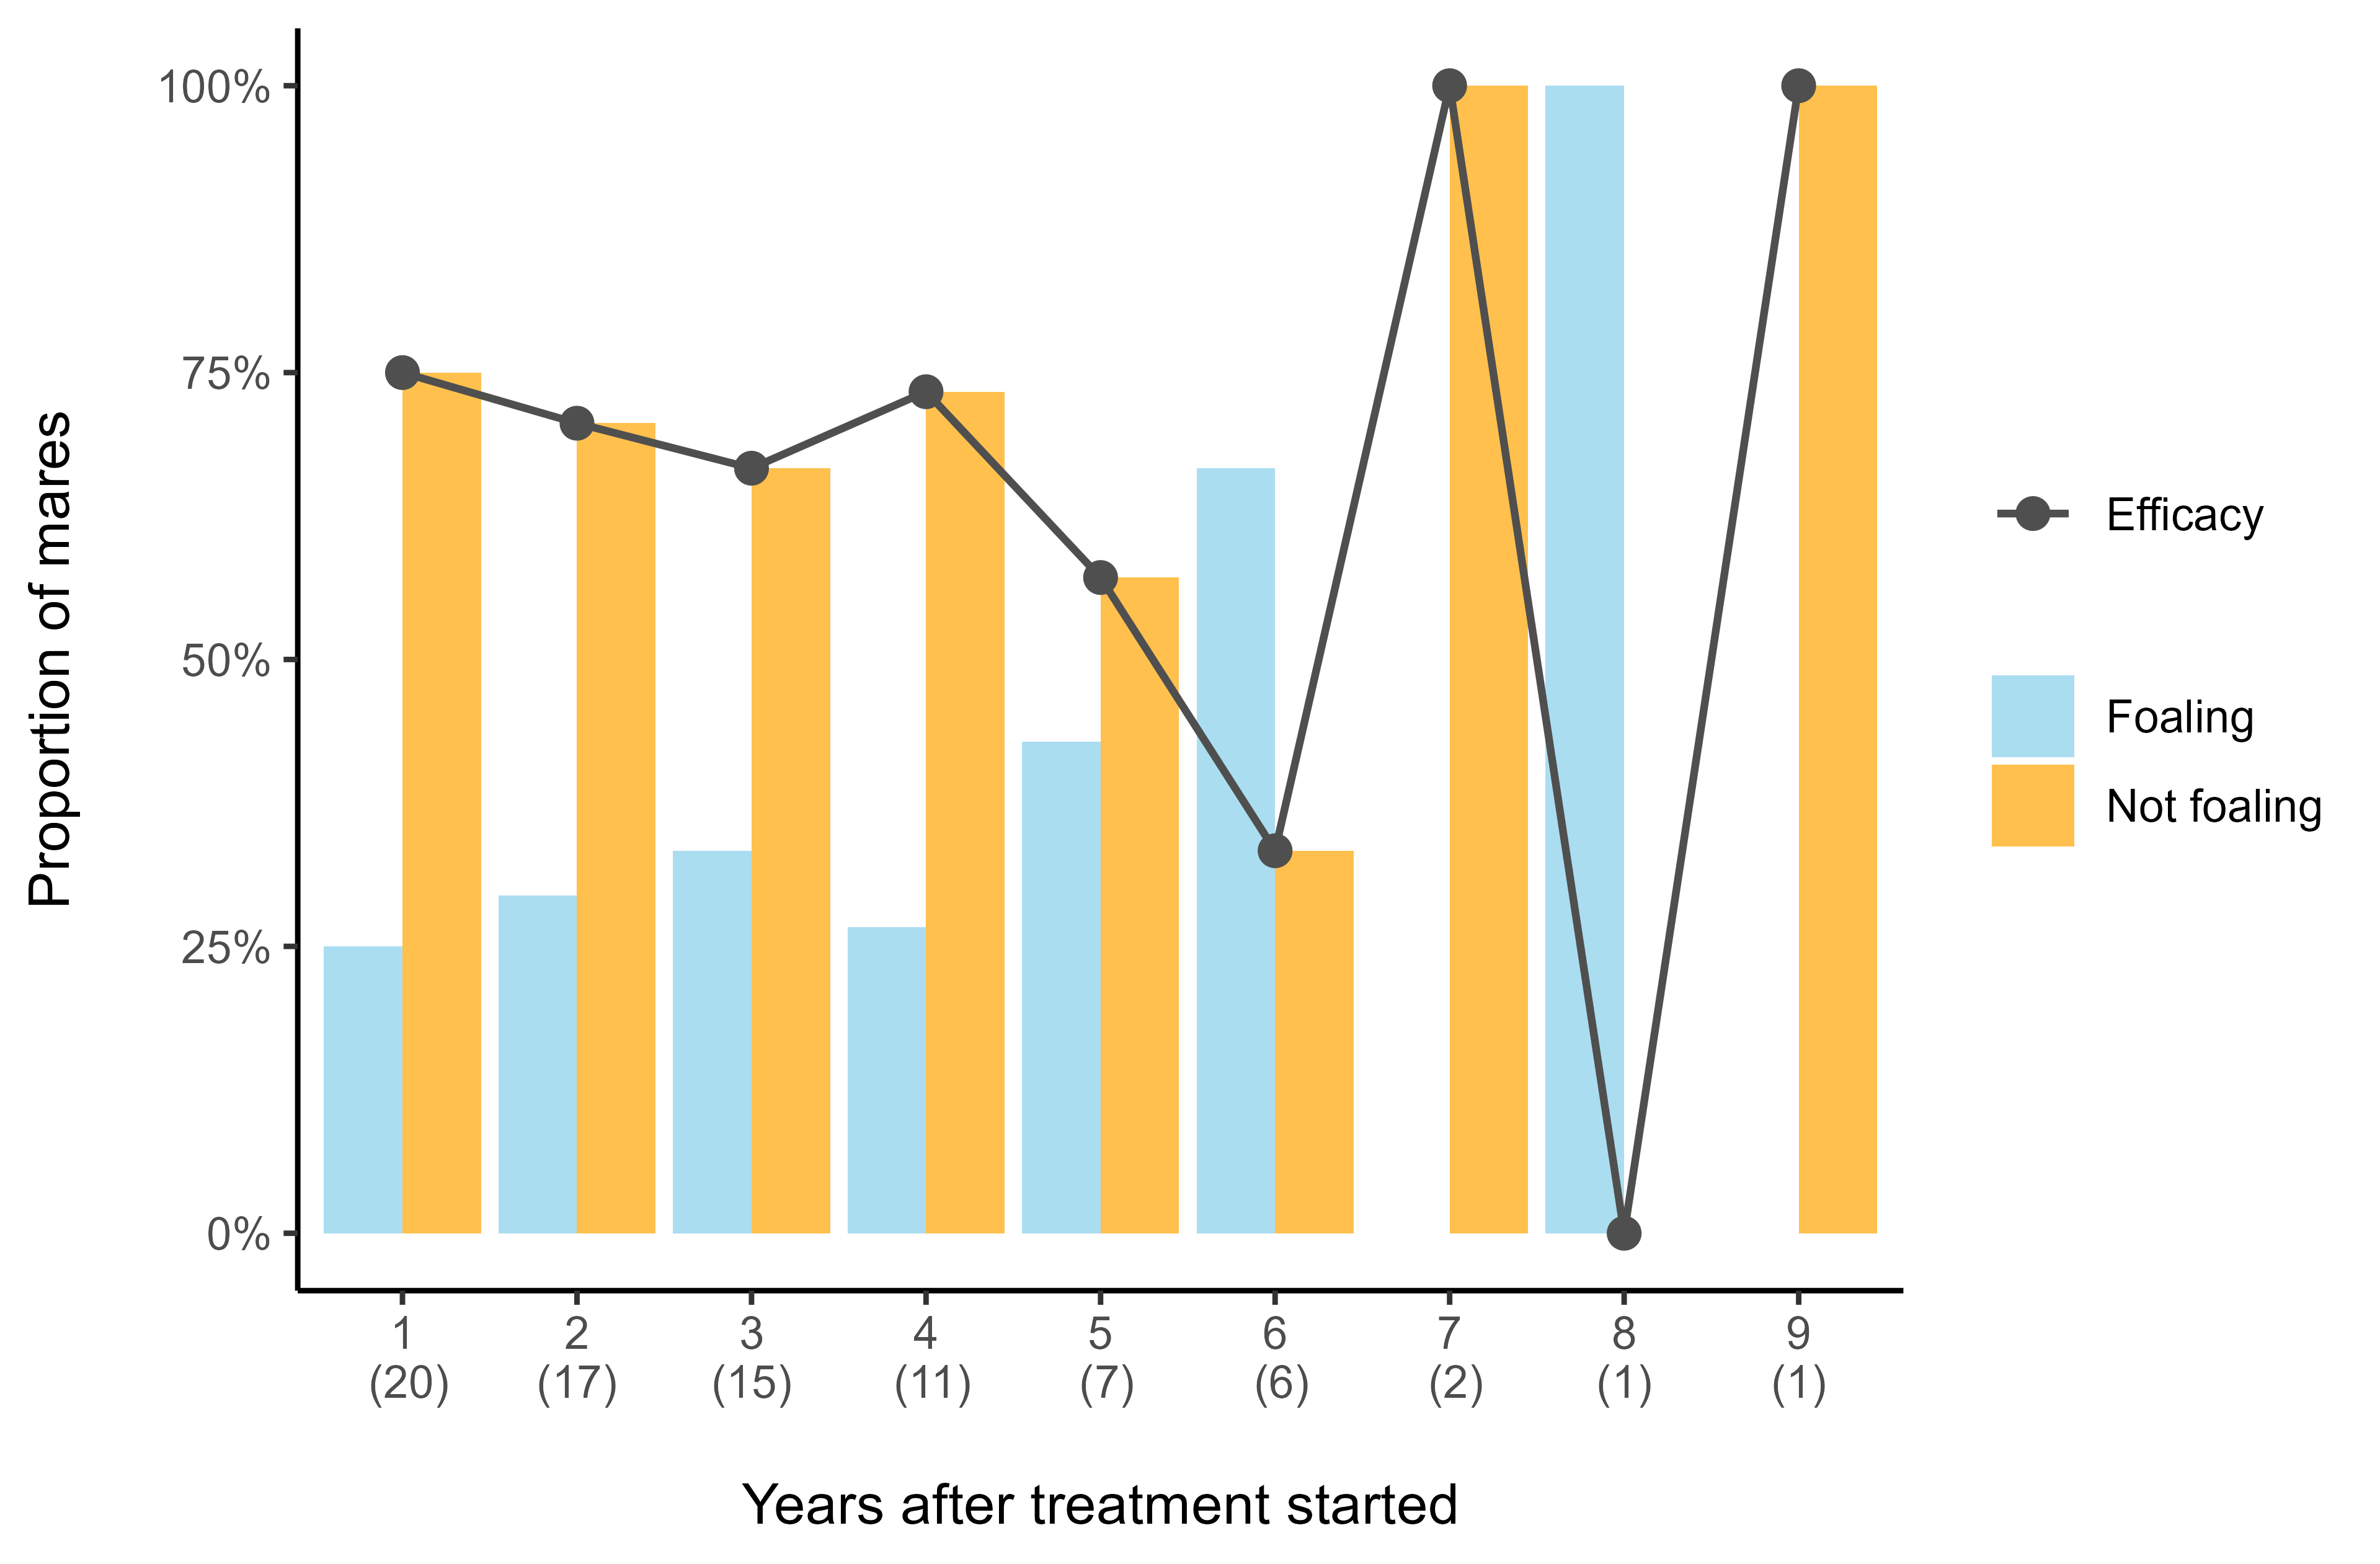 100%
75%
50%
25%
0%
Proportion of mares
1 2 3 4 5 6 7 8 9
(20) (17) (15) (11) (7) (6) (2) (1) (1)
Years after treatment started
Efficacy
Foaling
Not foaling